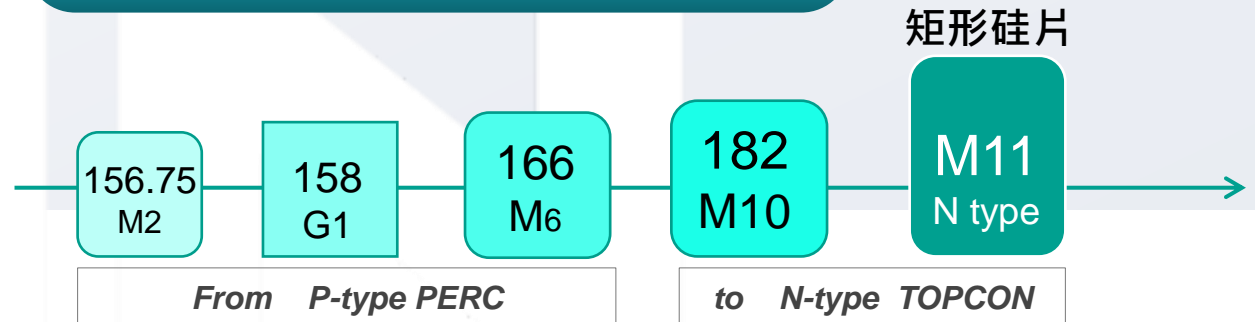 矩形硅片
156.75
M2
158
G1
166
M6
182
M10
M11
N type
From P-type PERC
to N-type TOPCON